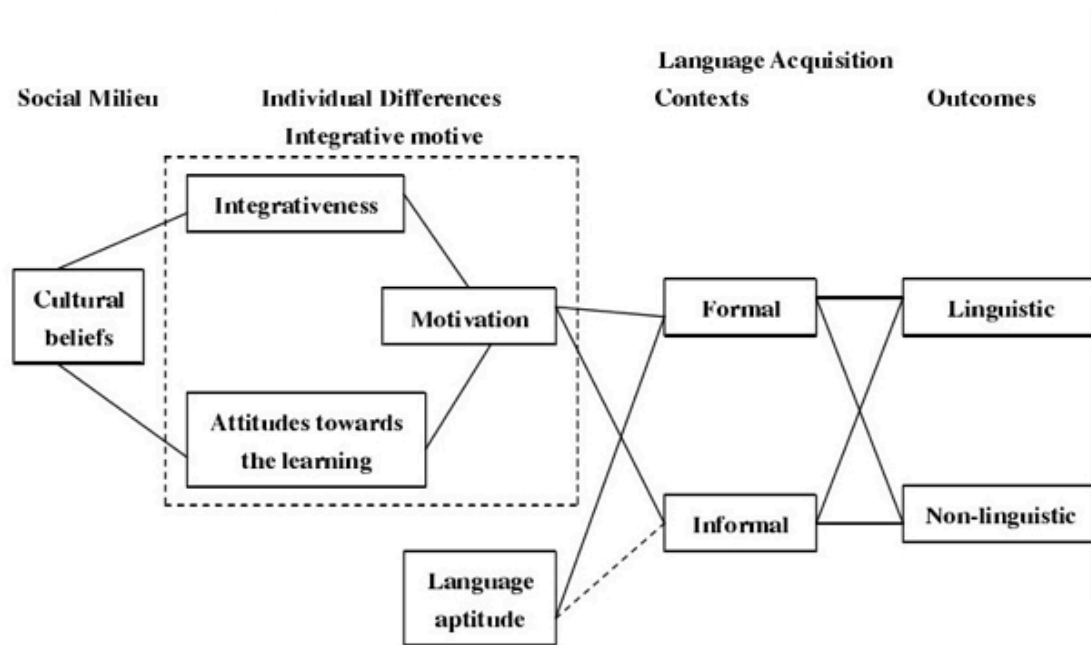 Language Acquisition
Social Milieu
Individual Differences
Contexts
Outcomes
Integrative motive
Integrativeness
Cultural
beliefs
Motivation
Formal
Linguistic
Attitudes towards
the learning
Informal
Non-linguistic
Language
aptitude